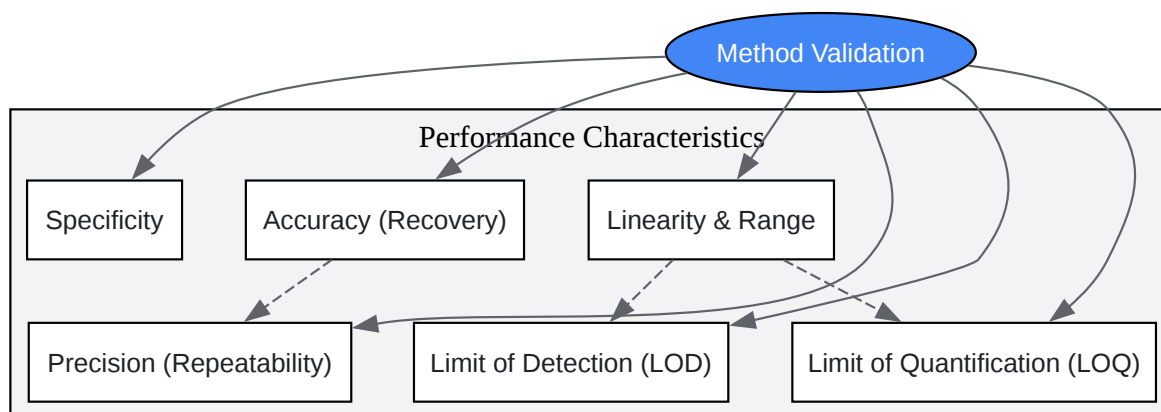 Method Validation
Performance Characteristics
Specificity
Accuracy (Recovery)
Linearity & Range
Precision (Repeatability)
Limit of Detection (LOD)
Limit of Quantification (LOQ)